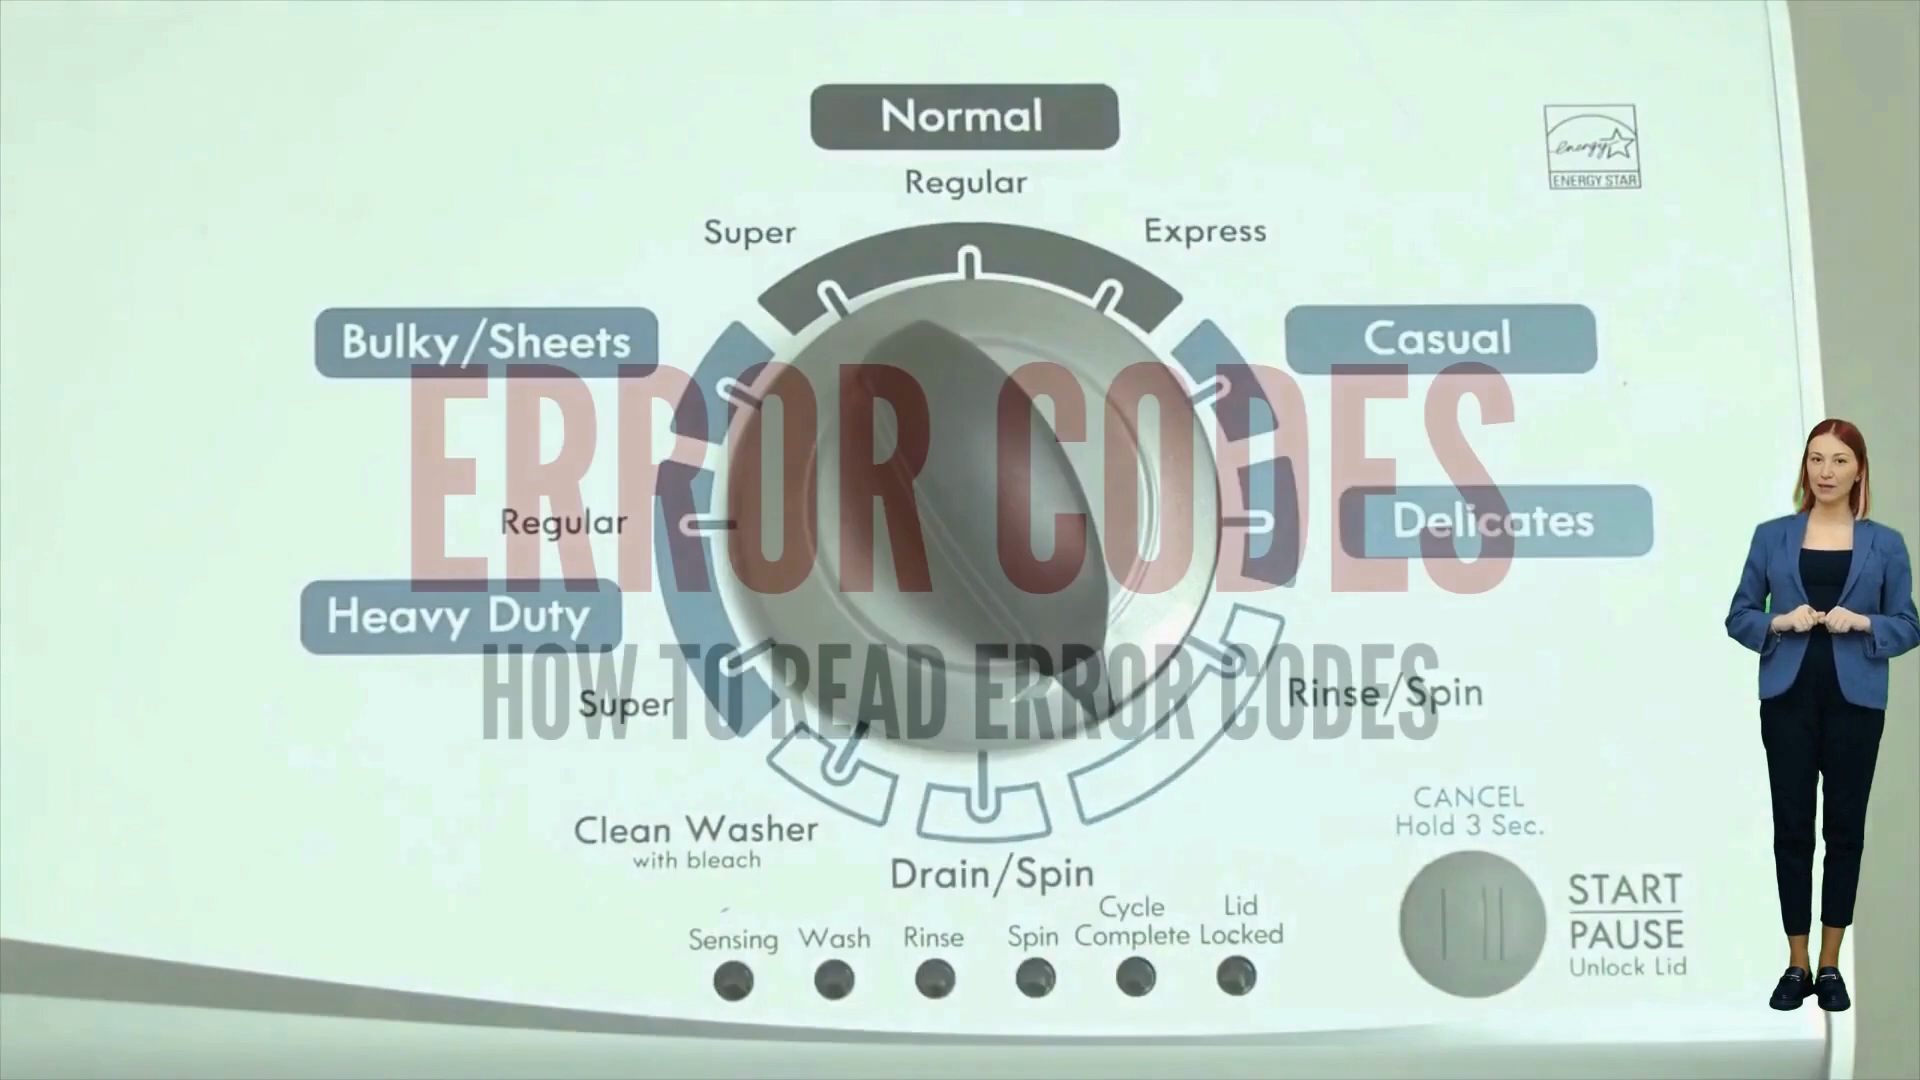 Normal
Regular
Super
Express
energy
ENERGY STAR
Bulky/Sheets
Casual
ERROR CODES
Regular
Delicates
Heavy Duty
HOW TO READ ERROR CODES
Super
Rinse/Spin
CANCEL
Hold 3 Sec.
Clean Washer
with bleach
Drain/Spin
START
PAUSE
Unlock Lid
Sensing
Wash
Rinse
Spin
Cycle
Complete
Lid
Locked